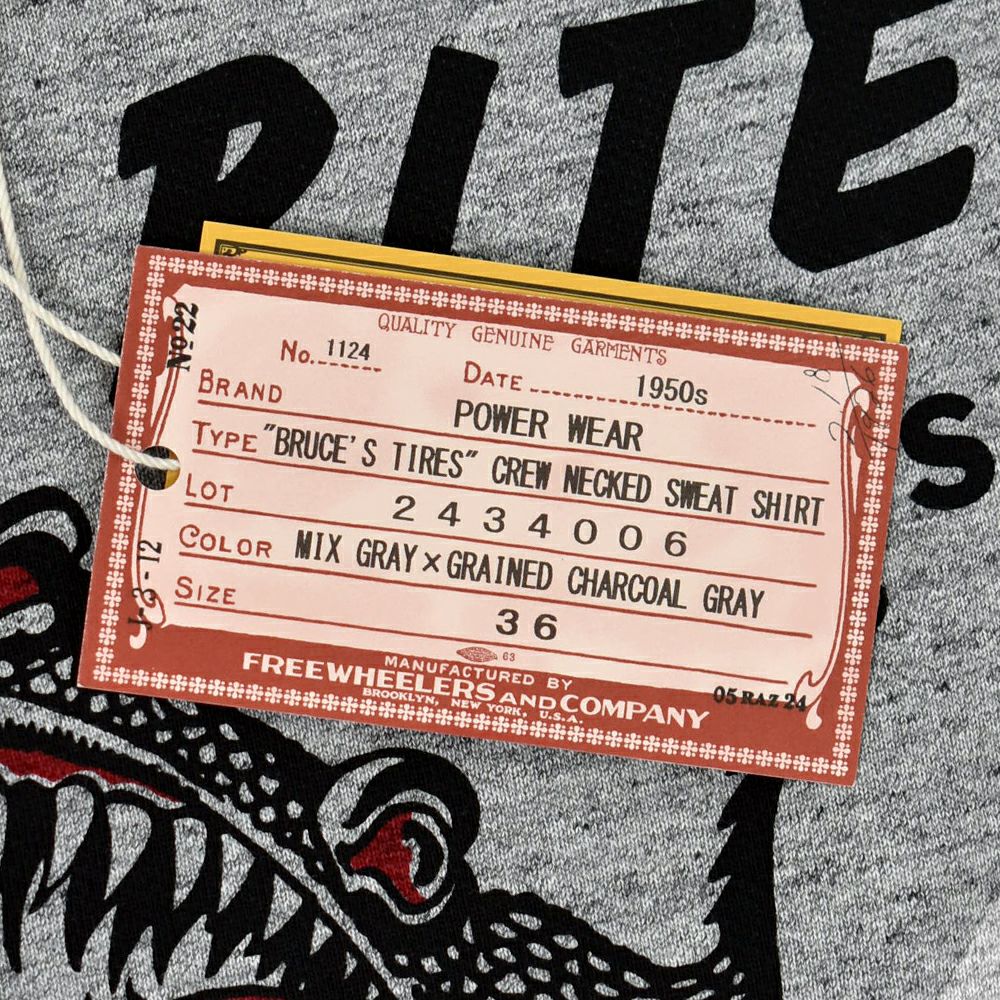 RITE
S
QUALITY GENUINE GARMENTS
No. 1124
DATE 1950s
BRAND POWER WEAR
TYPE "BRUCE'S TIRES" CREW NECKED SWEAT SHIRT
LOT 2434006
COLOR MIX GRAY×GRAINED CHARCOAL GRAY
SIZE 36
63
MANUFACTURED BY
FREEWHEELERS AND COMPANY
BROOKLYN, NEW YORK, U.S.A.
05 RAZ 24
No 22